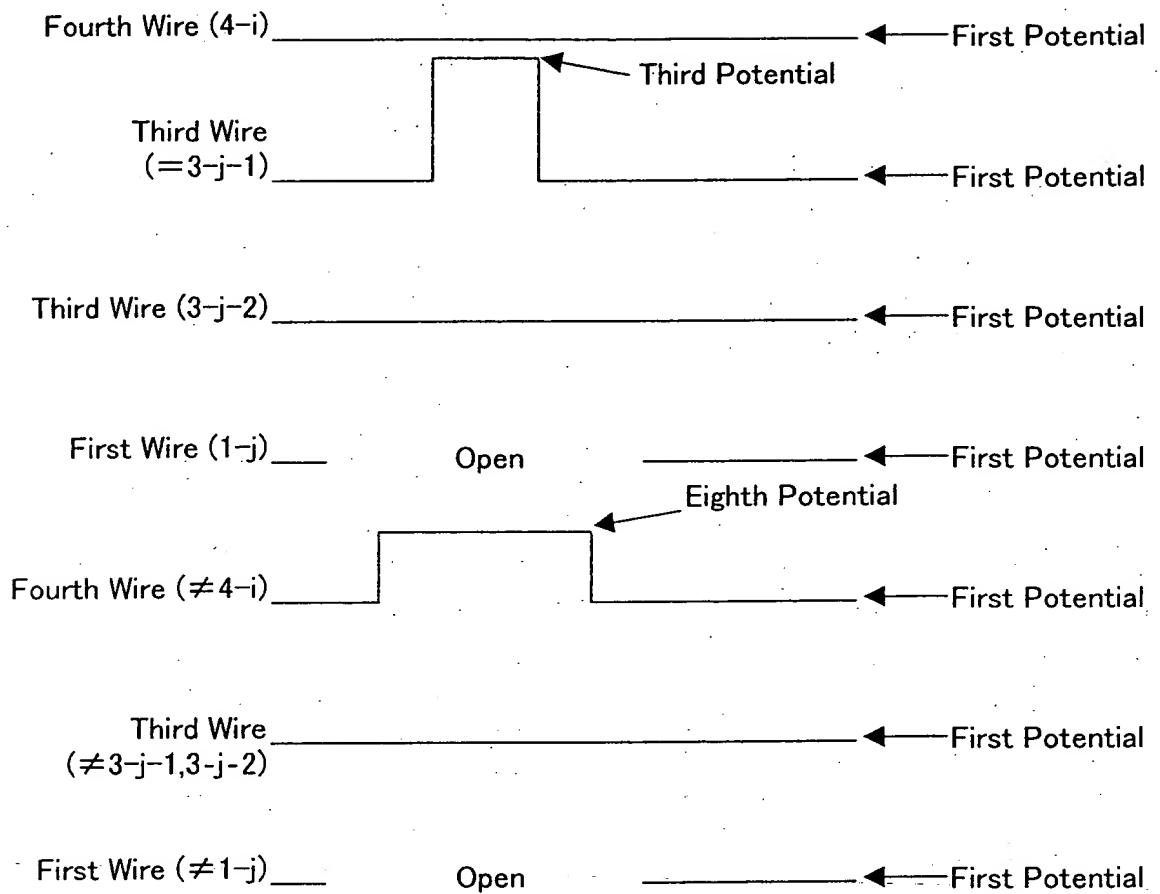 Fourth Wire (4-i)
First Potential
Third Potential
Third Wire
(=3-j-1)
First Potential
Third Wire (3-j-2)
First Potential
First Wire (1-j)
Open
First Potential
Eighth Potential
Fourth Wire (≠4-i)
First Potential
Third Wire
(≠3-j-1,3-j-2)
First Potential
First Wire (≠1-j)
Open
First Potential